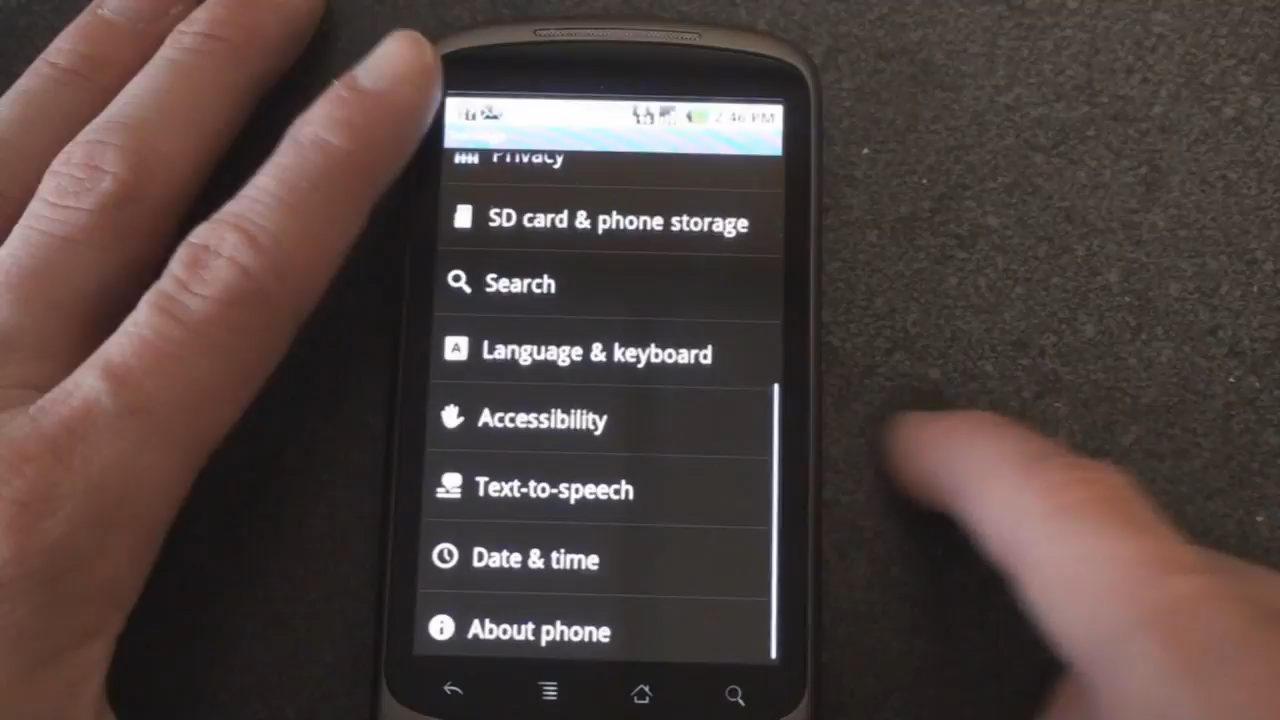 2:46 PM
Privacy
SD card & phone storage
Search
Language & keyboard
A
Accessibility
Text-to-speech
Date & time
About phone